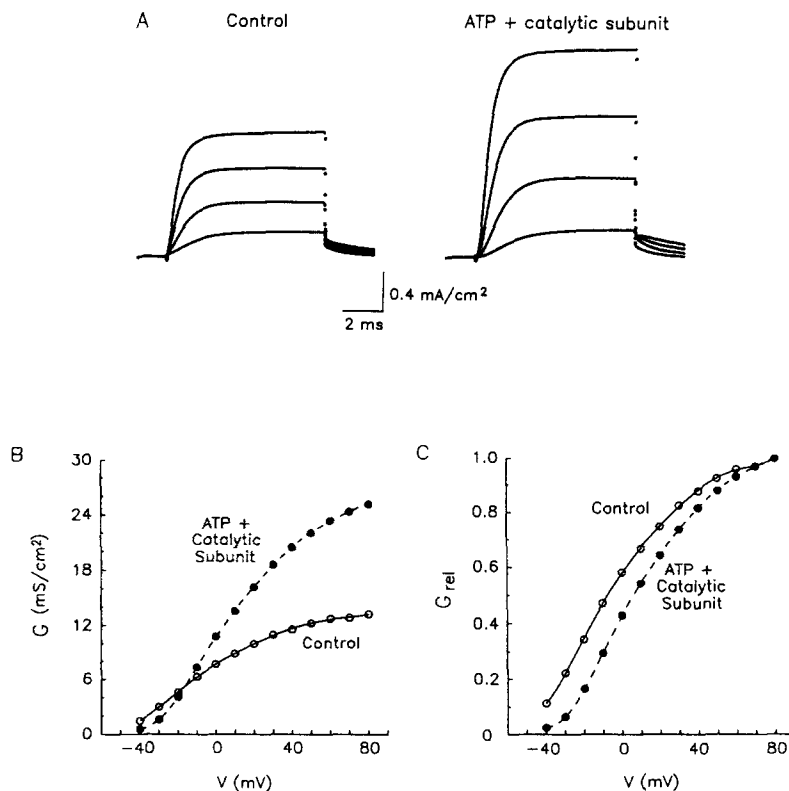 A
Control
ATP + catalytic subunit
0.4 mA/cm²
2 ms
B
30
24
18
12
6
0
G (mS/cm²)
ATP +
Catalytic
Subunit
Control
−40
0
40
80
V (mV)
C
1.0
0.8
0.6
0.4
0.2
0
G rel
Control
ATP +
Catalytic
Subunit
−40
0
40
80
V (mV)